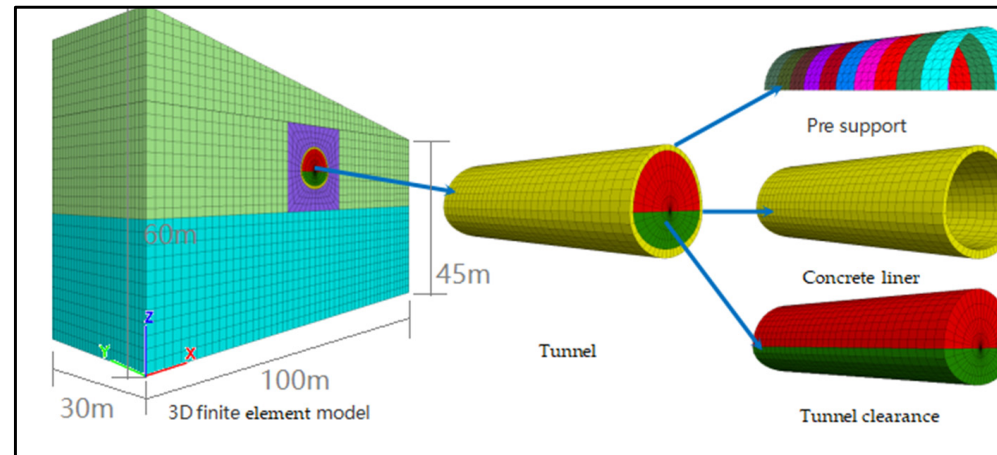 Pre support
60m
45m
Z
Y
X
Concrete liner
Tunnel
100m
30m
3D finite element model
Tunnel clearance